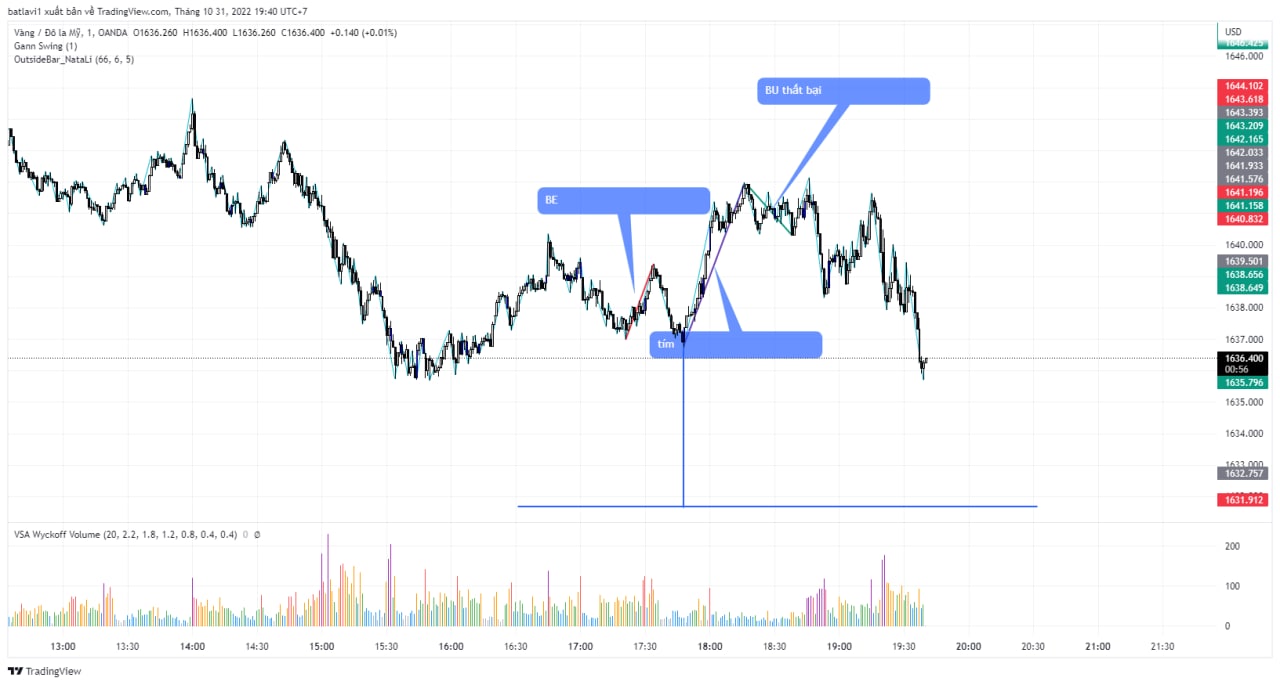 batlavi1 xuất bản về TradingView.com, Tháng 10 31, 2022 19:40 UTC+7
Vàng / Đô la Mỹ, 1, OANDA O1636.260 H1636.400 L1636.260 C1636.400 +0.140 (+0.01%)
Gann Swing (1)
OutsideBar_NataLi (66, 6, 5)
BU thất bại
BE
tím
USD
1646.000
1644.102
1643.618
1643.393
1643.209
1642.165
1642.033
1641.933
1641.576
1641.196
1641.158
1640.832
1640.000
1639.501
1638.656
1638.649
1638.000
1637.000
1636.400
00:56
1635.796
1635.000
1634.000
1633.000
1632.757
1631.912
VSA Wyckoff Volume (20, 2.2, 1.8, 1.2, 0.8, 0.4, 0.4) 0 Ø
200
100
0
13:00 13:30 14:00 14:30 15:00 15:30 16:00 16:30 17:00 17:30 18:00 18:30 19:00 19:30 20:00 20:30 21:00 21:30
TradingView